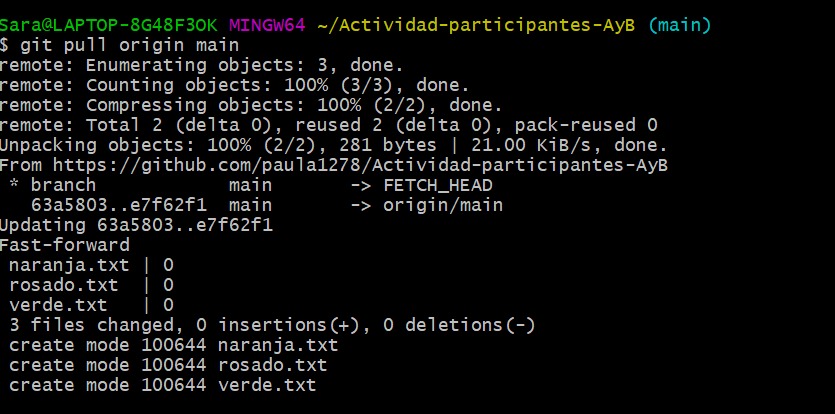 Sara@LAPTOP-8G48F3OK MINGW64 ~/Actividad-participantes-AyB (main)
$ git pull origin main
remote: Enumerating objects: 3, done.
remote: Counting objects: 100% (3/3), done.
remote: Compressing objects: 100% (2/2), done.
remote: Total 2 (delta 0), reused 2 (delta 0), pack-reused 0
Unpacking objects: 100% (2/2), 281 bytes | 21.00 KiB/s, done.
From https://github.com/paula1278/Actividad-participantes-AyB
 * branch            main       -> FETCH_HEAD
   63a5803..e7f62f1  main       -> origin/main
Updating 63a5803..e7f62f1
Fast-forward
 naranja.txt | 0
 rosado.txt  | 0
 verde.txt   | 0
 3 files changed, 0 insertions(+), 0 deletions(-)
 create mode 100644 naranja.txt
 create mode 100644 rosado.txt
 create mode 100644 verde.txt